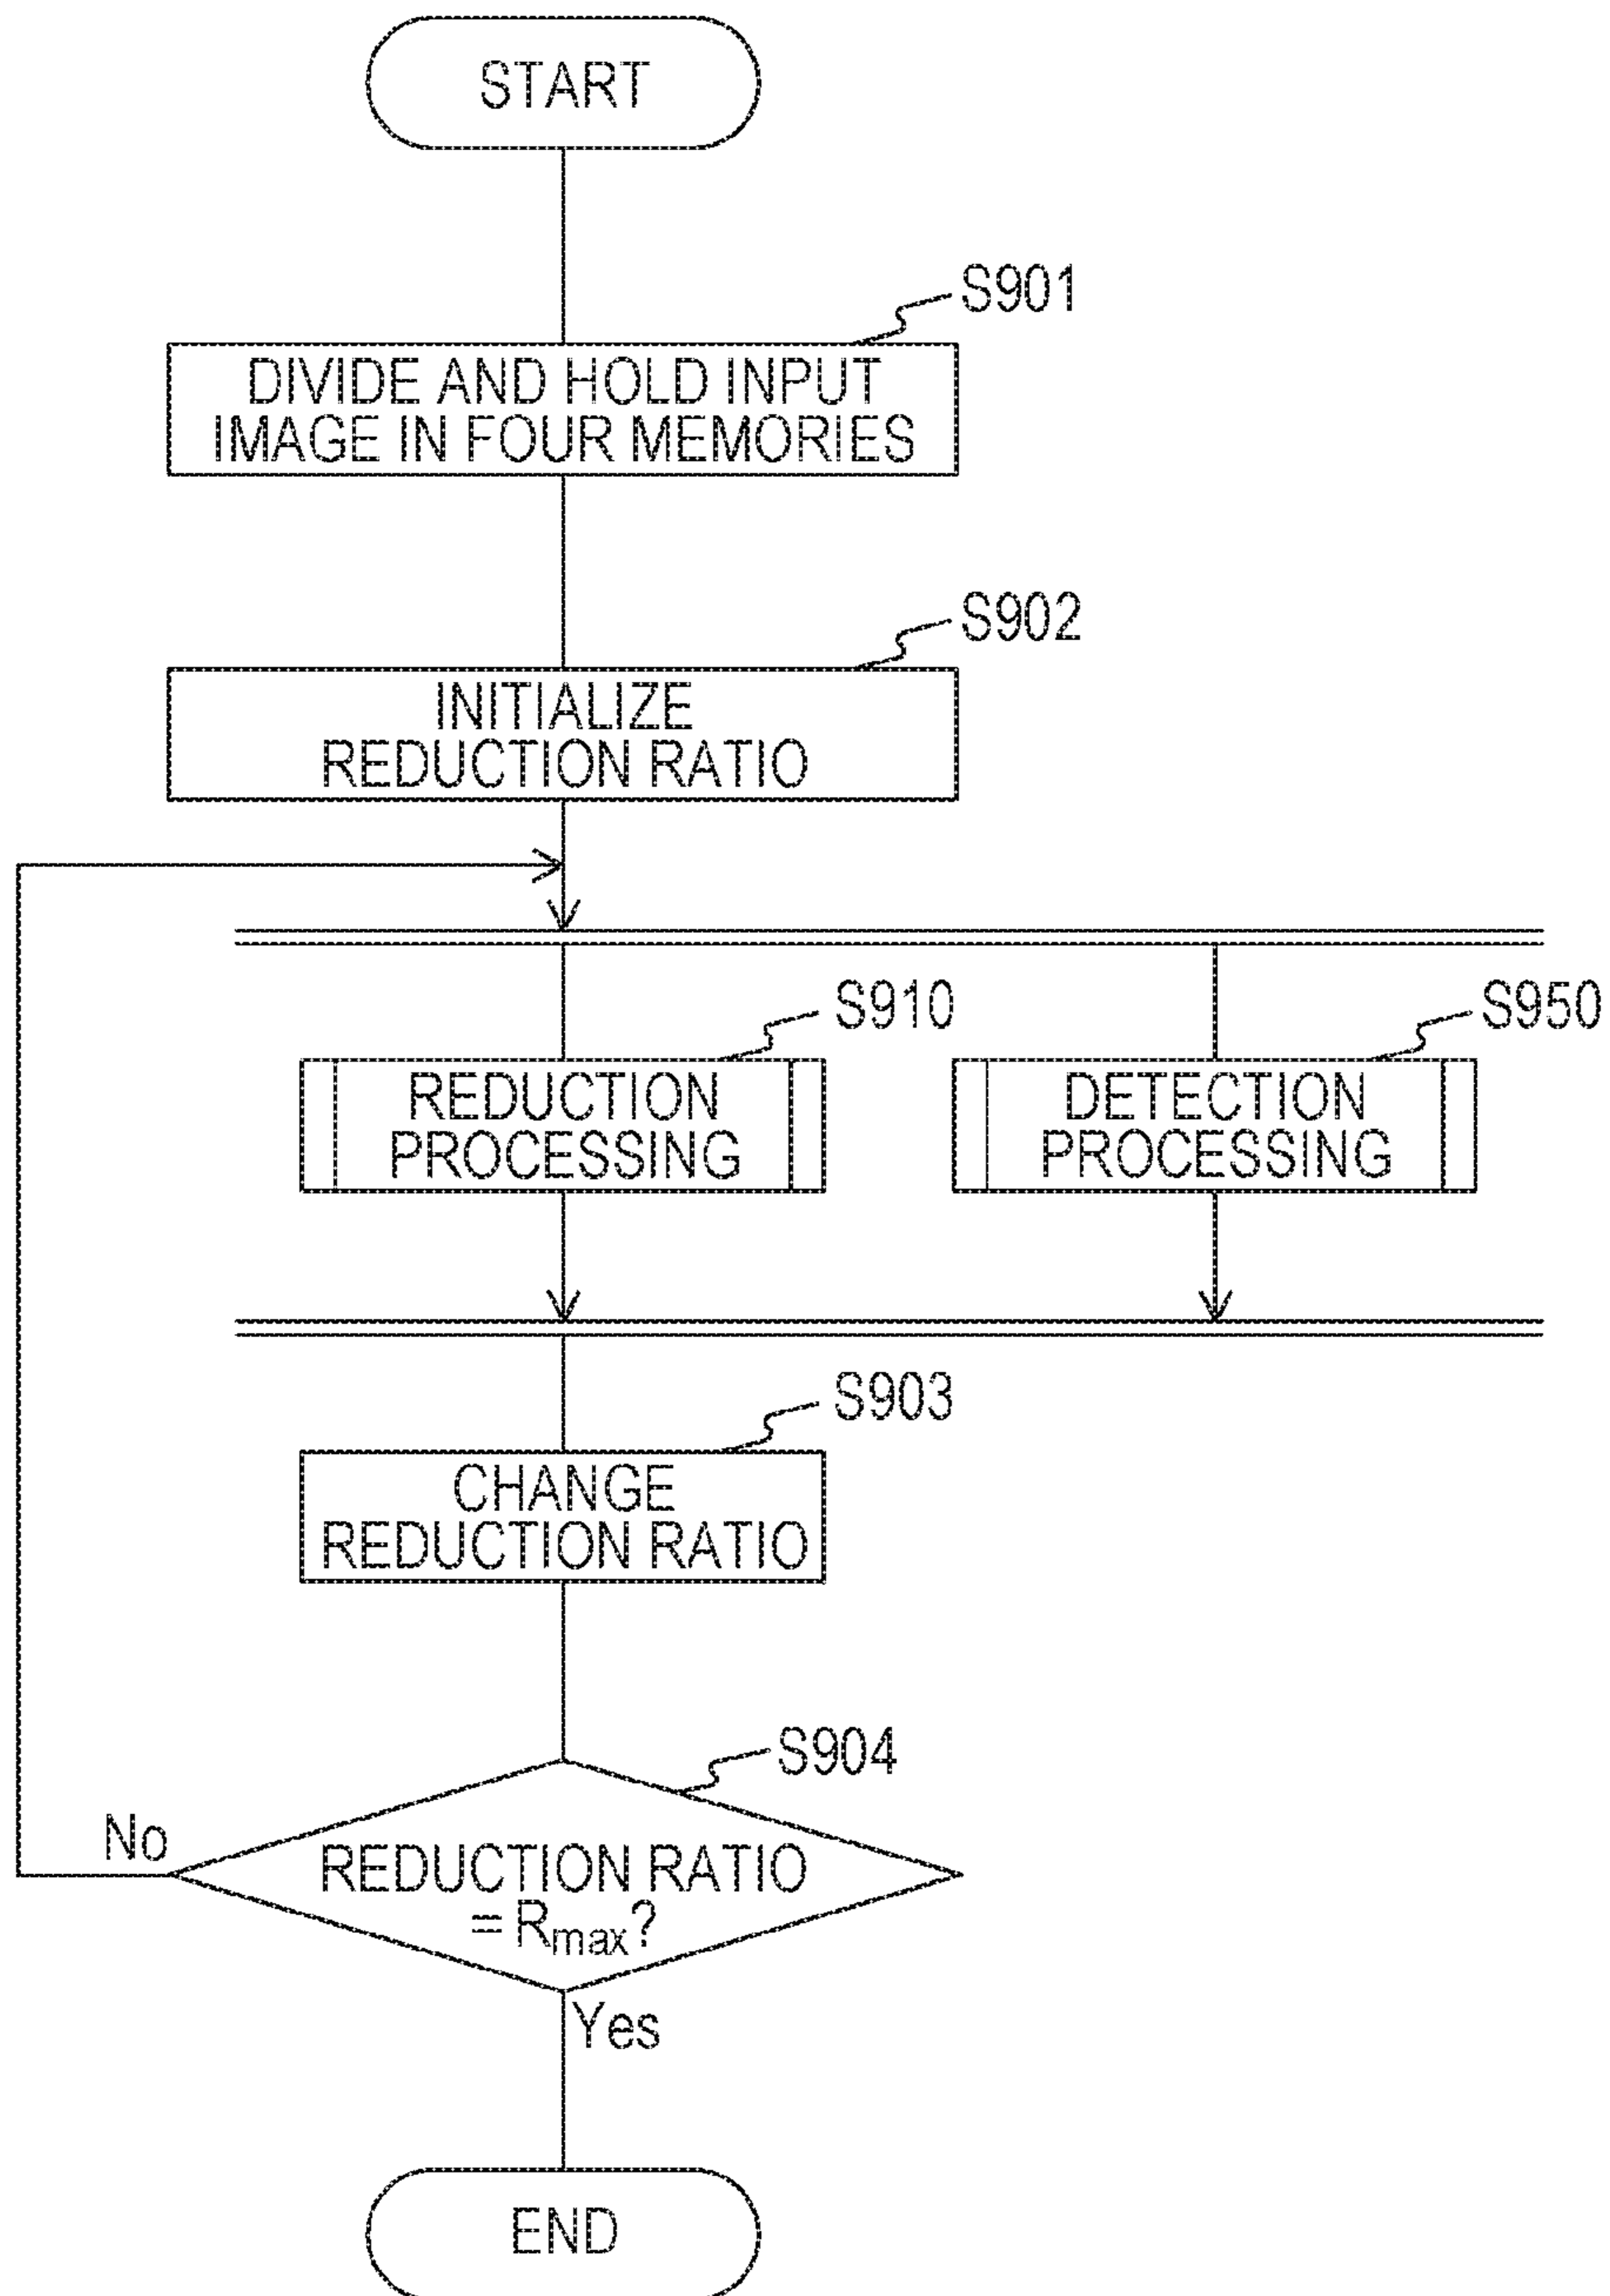 START
S901
DIVIDE AND HOLD INPUT
IMAGE IN FOUR MEMORIES
S902
INITIALIZE
REDUCTION RATIO
S910
REDUCTION
PROCESSING
S950
DETECTION
PROCESSING
S903
CHANGE
REDUCTION RATIO
S904
No
REDUCTION RATIO
= Rmax?
Yes
END